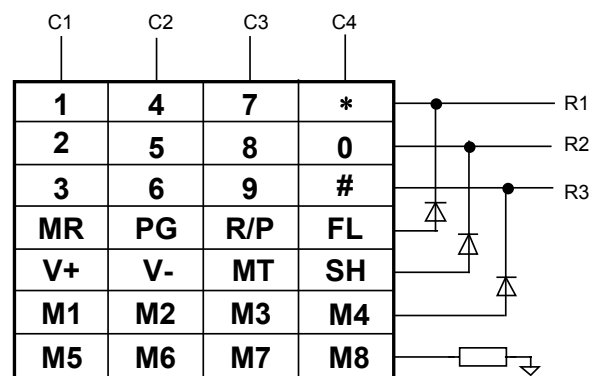 C1 C2 C3 C4
1 4 7 * R1
2 5 8 0 R2
3 6 9 # R3
MR PG R/P FL
V+ V- MT SH
M1 M2 M3 M4
M5 M6 M7 M8